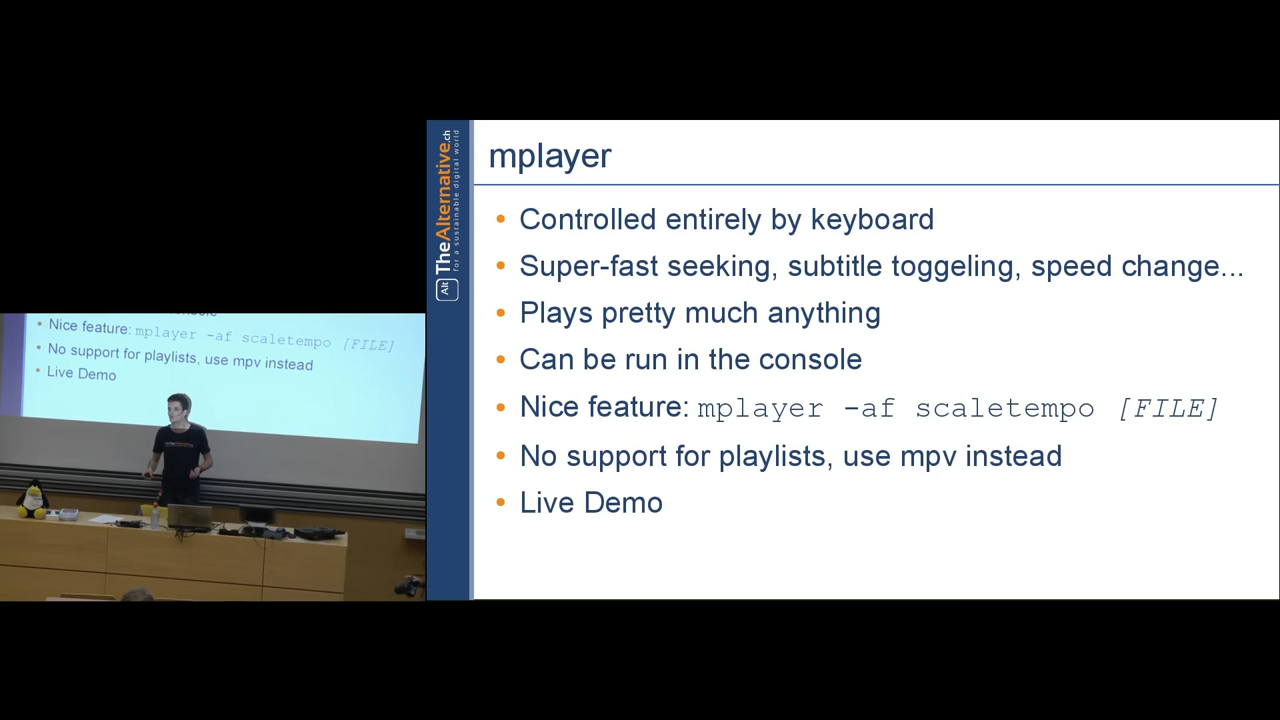 mplayer
• Controlled entirely by keyboard
• Super-fast seeking, subtitle toggeling, speed change...
• Plays pretty much anything
• Can be run in the console
• Nice feature: mplayer -af scaletempo [FILE]
• No support for playlists, use mpv instead
• Live Demo
Alt TheAlternative.ch
for a sustainable digital world
• Nice feature: mplayer -af scaletempo [FILE]
• No support for playlists, use mpv instead
• Live Demo